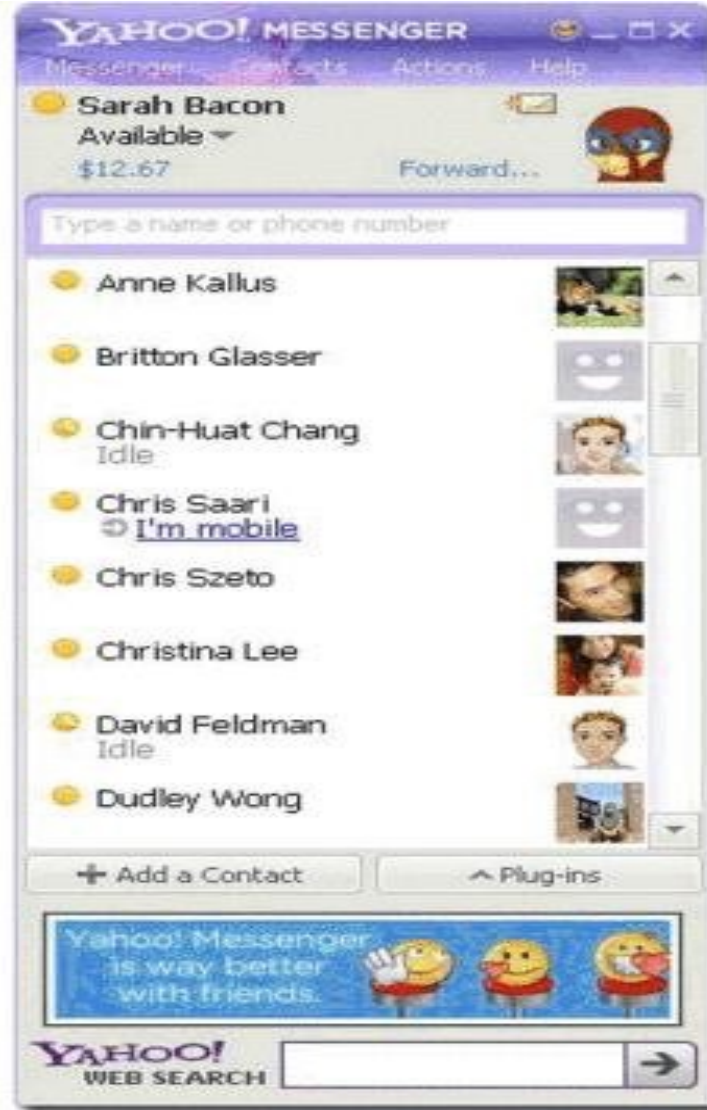 YAHOO! MESSENGER
Messenger Contacts Actions Help
Sarah Bacon
Available
$12.67 Forward...
Type a name or phone number
Anne Kallus
Britton Glasser
Chin-Huat Chang
Idle
Chris Saari
I'm mobile
Chris Szeto
Christina Lee
David Feldman
Idle
Dudley Wong
+ Add a Contact Plug-ins
Yahoo! Messenger
is way better
with friends.
YAHOO!
WEB SEARCH